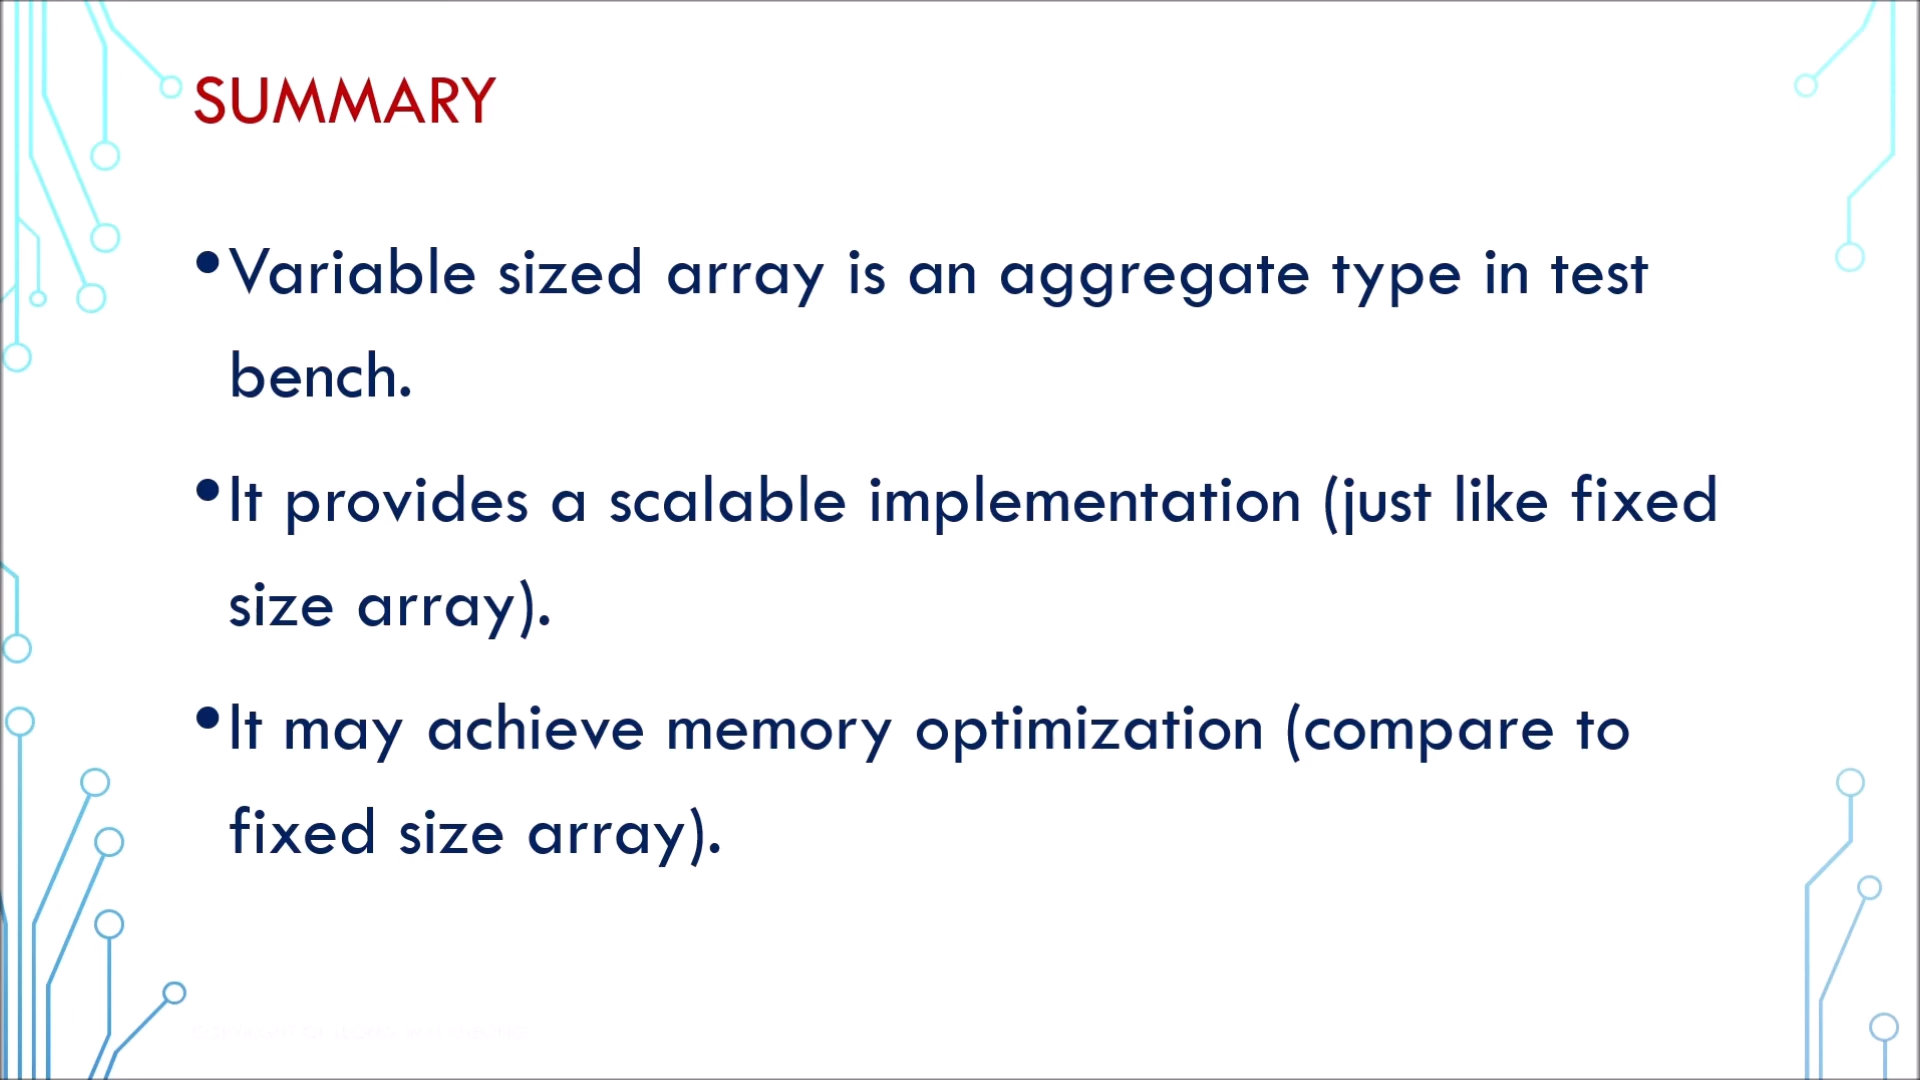 SUMMARY
•Variable sized array is an aggregate type in test
bench.
•It provides a scalable implementation (just like fixed
size array).
•It may achieve memory optimization (compare to
fixed size array).